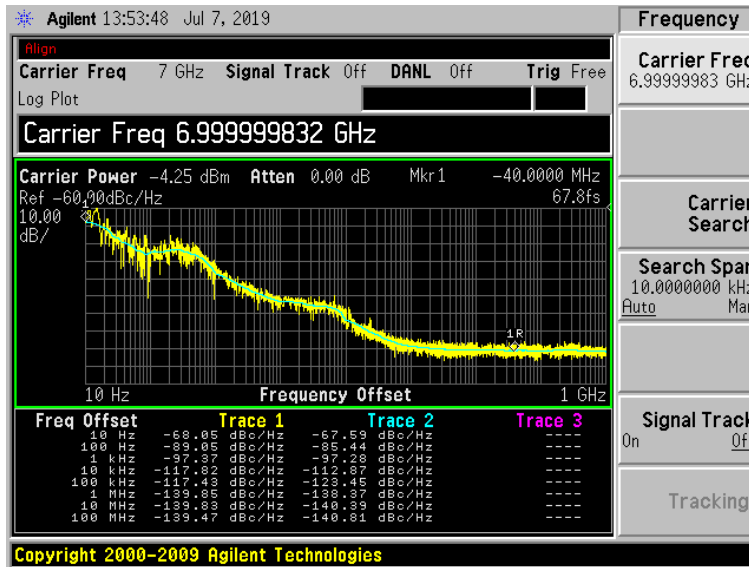 Agilent 13:53:48 Jul 7, 2019
Frequency
Align
Carrier Freq 7 GHz Signal Track Off DANL Off Trig Free
Log Plot
Carrier Freq
6.99999983 GHz
Carrier Freq 6.999999832 GHz
Carrier Power -4.25 dBm Atten 0.00 dB Mkr1 -40.0000 MHz
Ref -60.00dBc/Hz 67.8fs
10.00
dB/
1
1R
10 Hz Frequency Offset 1 GHz
Carrier
Search
Search Span
10.0000000 kHz
Auto Man
Freq Offset Trace 1 Trace 2 Trace 3
10 Hz -68.05 dBc/Hz -67.59 dBc/Hz ----
100 Hz -89.05 dBc/Hz -85.44 dBc/Hz ----
1 kHz -97.37 dBc/Hz -97.28 dBc/Hz ----
10 kHz -117.82 dBc/Hz -112.87 dBc/Hz ----
100 kHz -117.43 dBc/Hz -123.45 dBc/Hz ----
1 MHz -139.85 dBc/Hz -138.37 dBc/Hz ----
10 MHz -139.83 dBc/Hz -140.39 dBc/Hz ----
100 MHz -139.47 dBc/Hz -140.81 dBc/Hz ----
Signal Track
On Off
Tracking
Copyright 2000-2009 Agilent Technologies